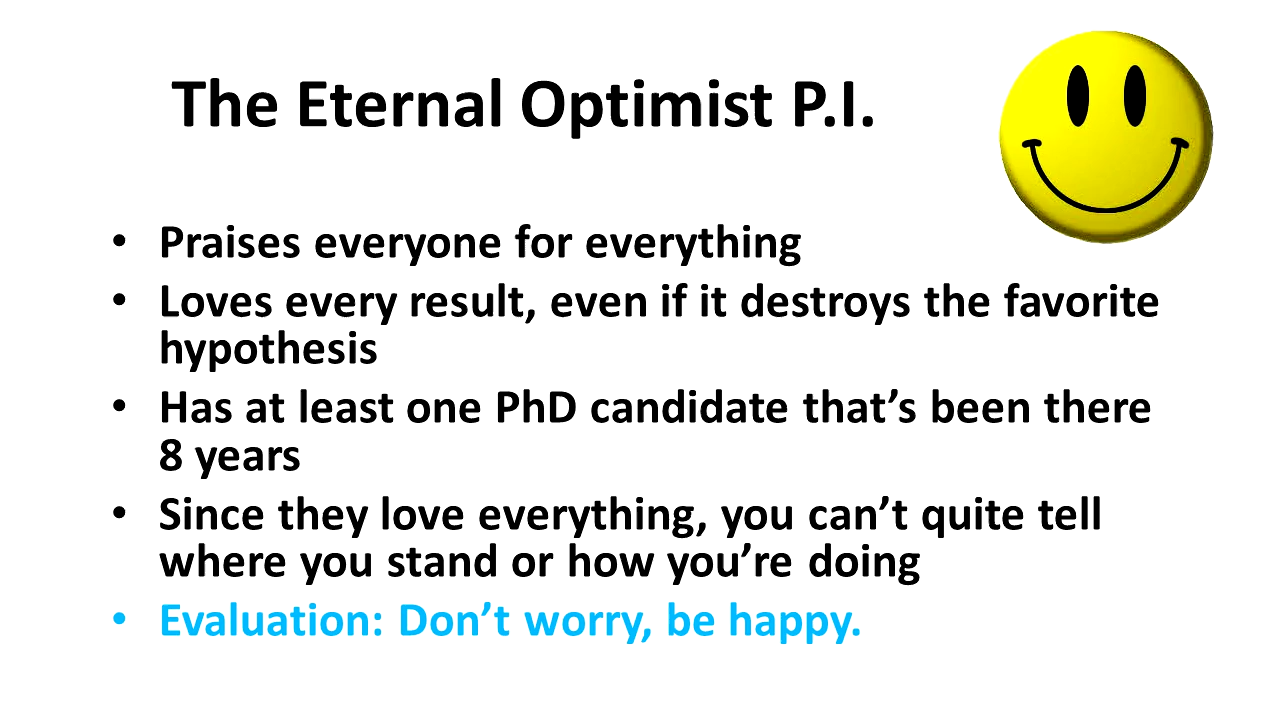 The Eternal Optimist P.I.
• Praises everyone for everything
• Loves every result, even if it destroys the favorite
hypothesis
• Has at least one PhD candidate that’s been there
8 years
• Since they love everything, you can’t quite tell
where you stand or how you’re doing
• Evaluation: Don’t worry, be happy.